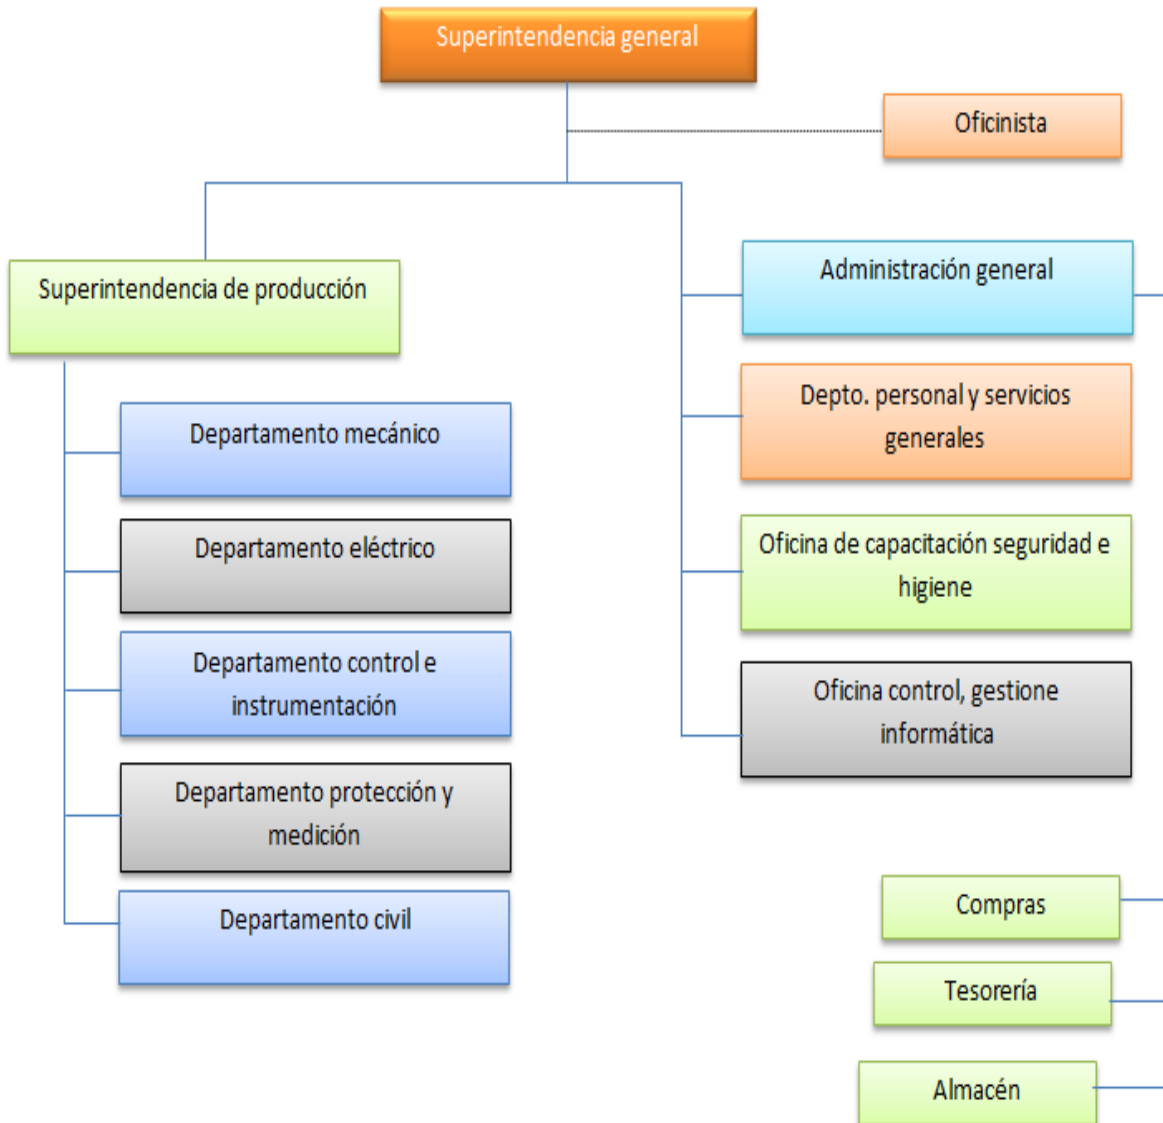 Superintendencia general
Oficinista
Superintendencia de producción
Departamento mecánico
Departamento eléctrico
Departamento control e
instrumentación
Departamento protección y
medición
Departamento civil
Administración general
Depto. personal y servicios
generales
Oficina de capacitación seguridad e
higiene
Oficina control, gestione
informática
Compras
Tesorería
Almacén